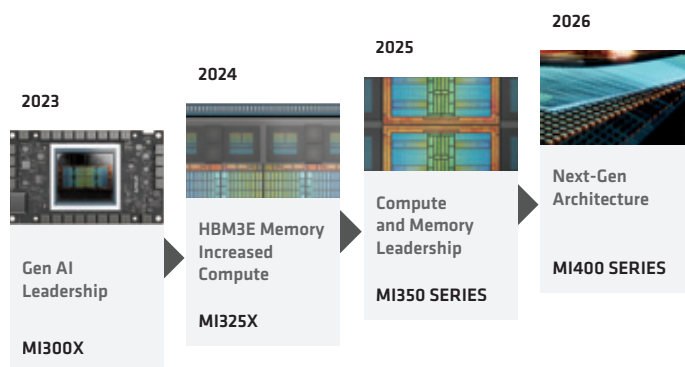 2023
Gen AI
Leadership
MI300X
2024
HBM3E Memory
Increased
Compute
MI325X
2025
Compute
and Memory
Leadership
MI350 SERIES
2026
Next-Gen
Architecture
MI400 SERIES